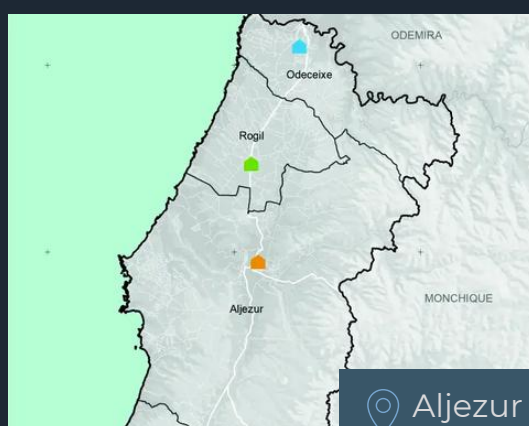 ODEMIRA
Odeceixe
Rogil
Aljezur
MONCHIQUE
Aljezur